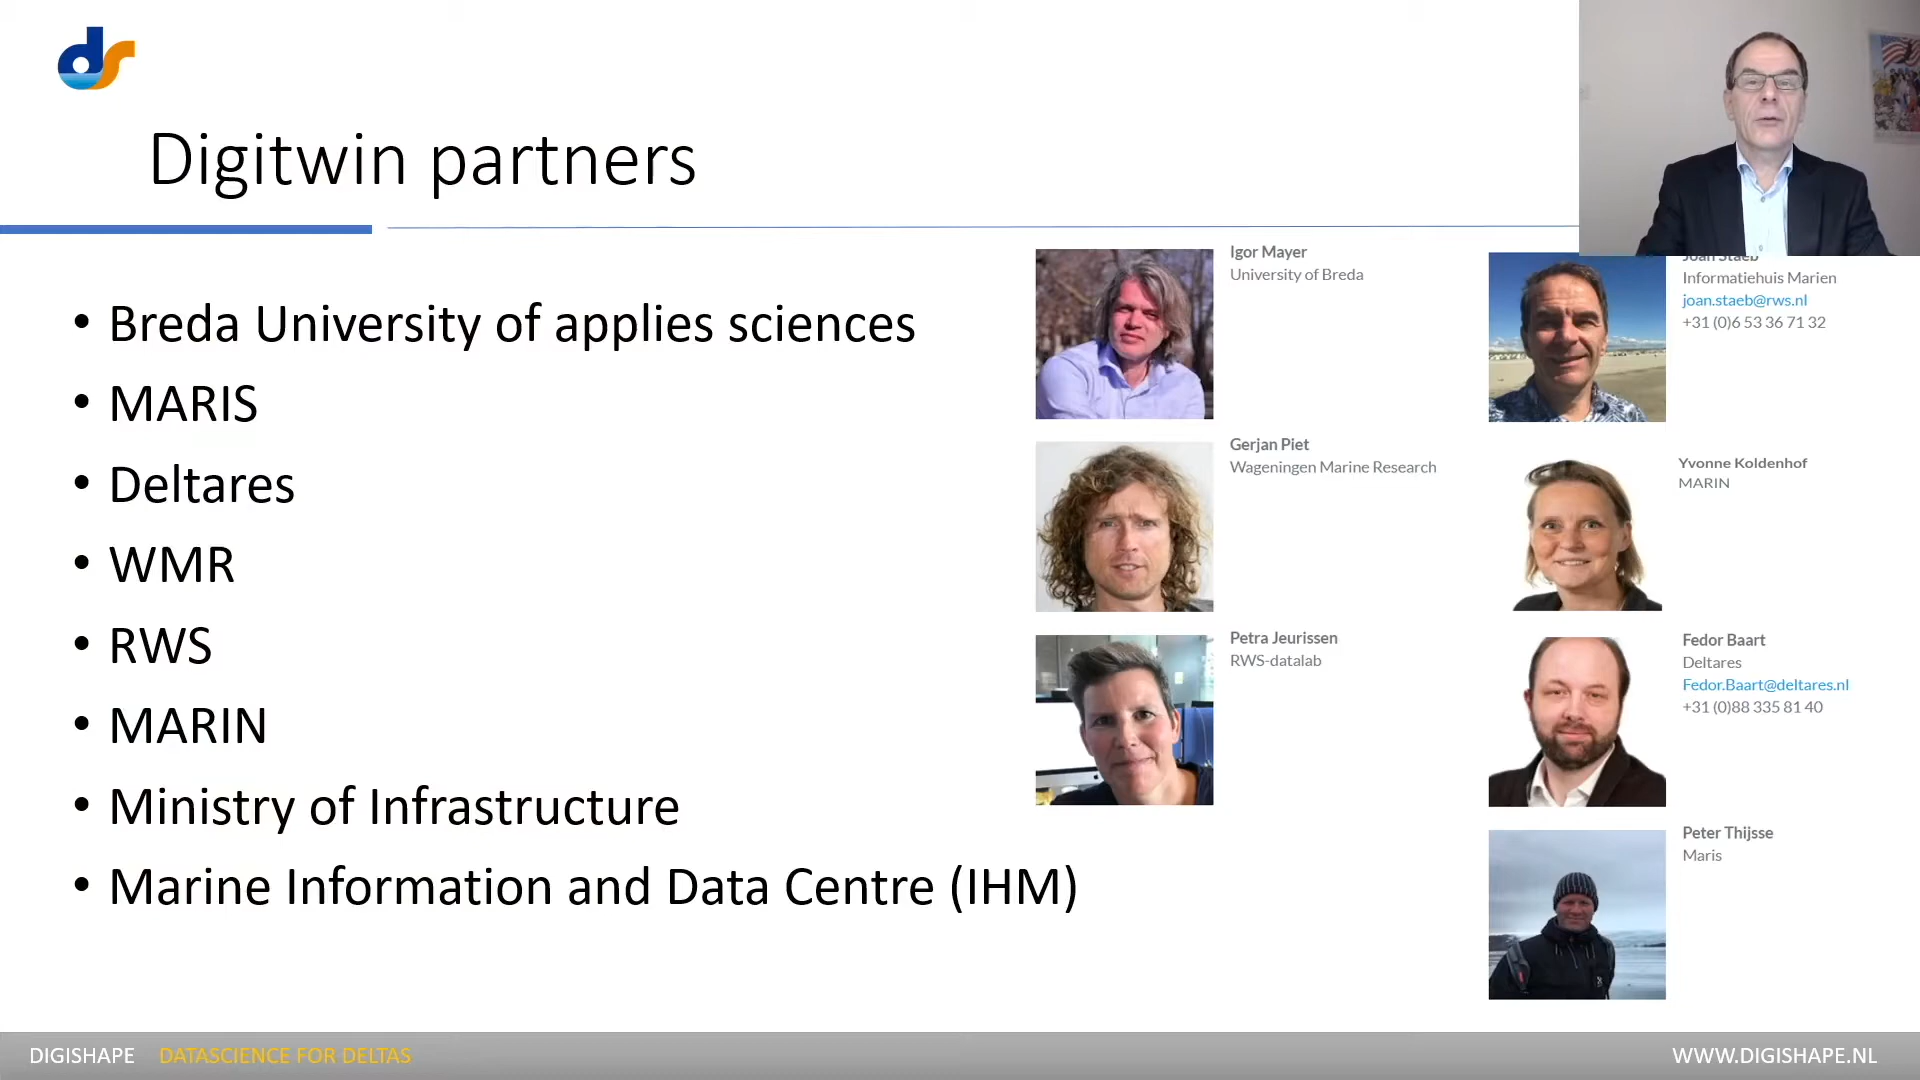 Digitwin partners
• Breda University of applies sciences
• MARIS
• Deltares
• WMR
• RWS
• MARIN
• Ministry of Infrastructure
• Marine Information and Data Centre (IHM)
Igor Mayer
University of Breda
Gerjan Piet
Wageningen Marine Research
Petra Jeurissen
RWS-datalab
Joan Staeb
Informatiehuis Marien
joan.staeb@rws.nl
+31 (0)6 53 36 71 32
Yvonne Koldenhof
MARIN
Fedor Baart
Deltares
Fedor.Baart@deltares.nl
+31 (0)88 335 81 40
Peter Thijsse
Maris
DIGISHAPE DATASCIENCE FOR DELTAS
WWW.DIGISHAPE.NL